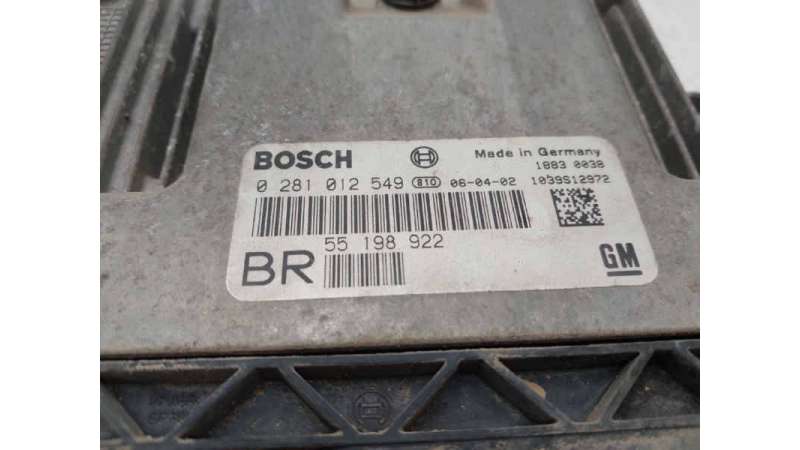 BOSCH Made in Germany
1883 0038
0 281 012 549 810 06-04-02 1039S12972
55 198 922
BR
GM